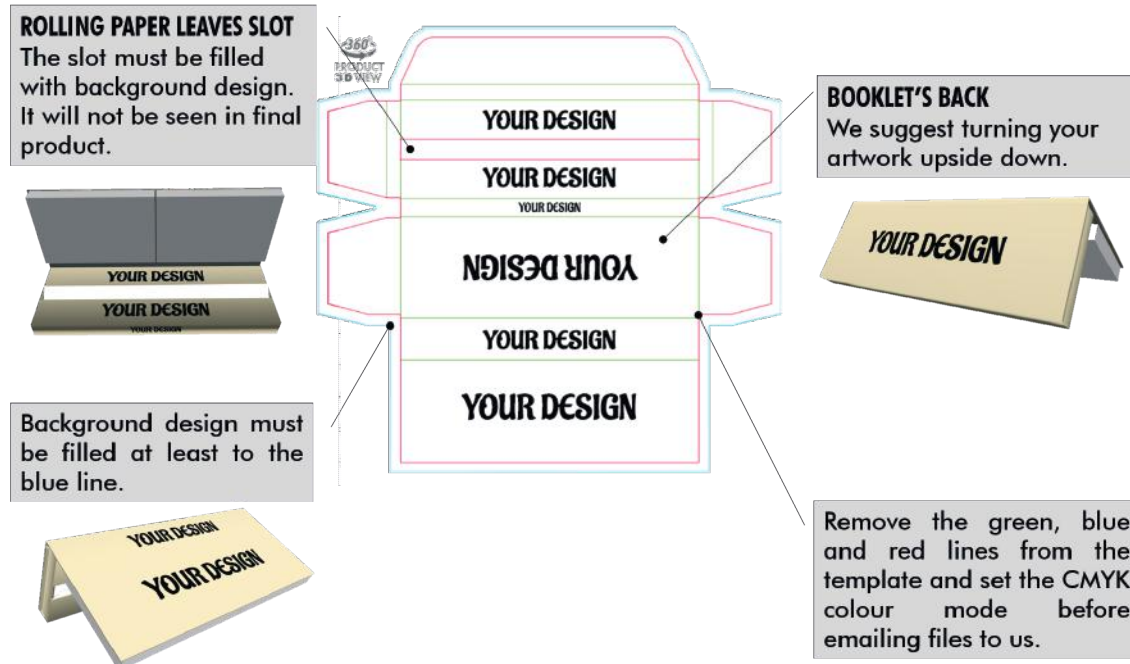 ROLLING PAPER LEAVES SLOT
The slot must be filled
with background design.
It will not be seen in final
product.
360°
PRODUCT
3D VIEW
YOUR DESIGN
YOUR DESIGN
YOUR DESIGN
YOUR DESIGN
YOUR DESIGN
YOUR DESIGN
BOOKLET'S BACK
We suggest turning your
artwork upside down.
YOUR DESIGN
YOUR DESIGN
YOUR DESIGN
YOUR DESIGN
Background design must
be filled at least to the
blue line.
YOUR DESIGN
YOUR DESIGN
Remove the green, blue
and red lines from the
template and set the CMYK
colour mode before
emailing files to us.